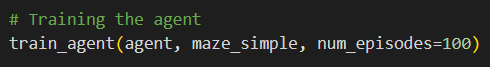 # Training the agent
train_agent(agent, maze_simple, num_episodes=100)